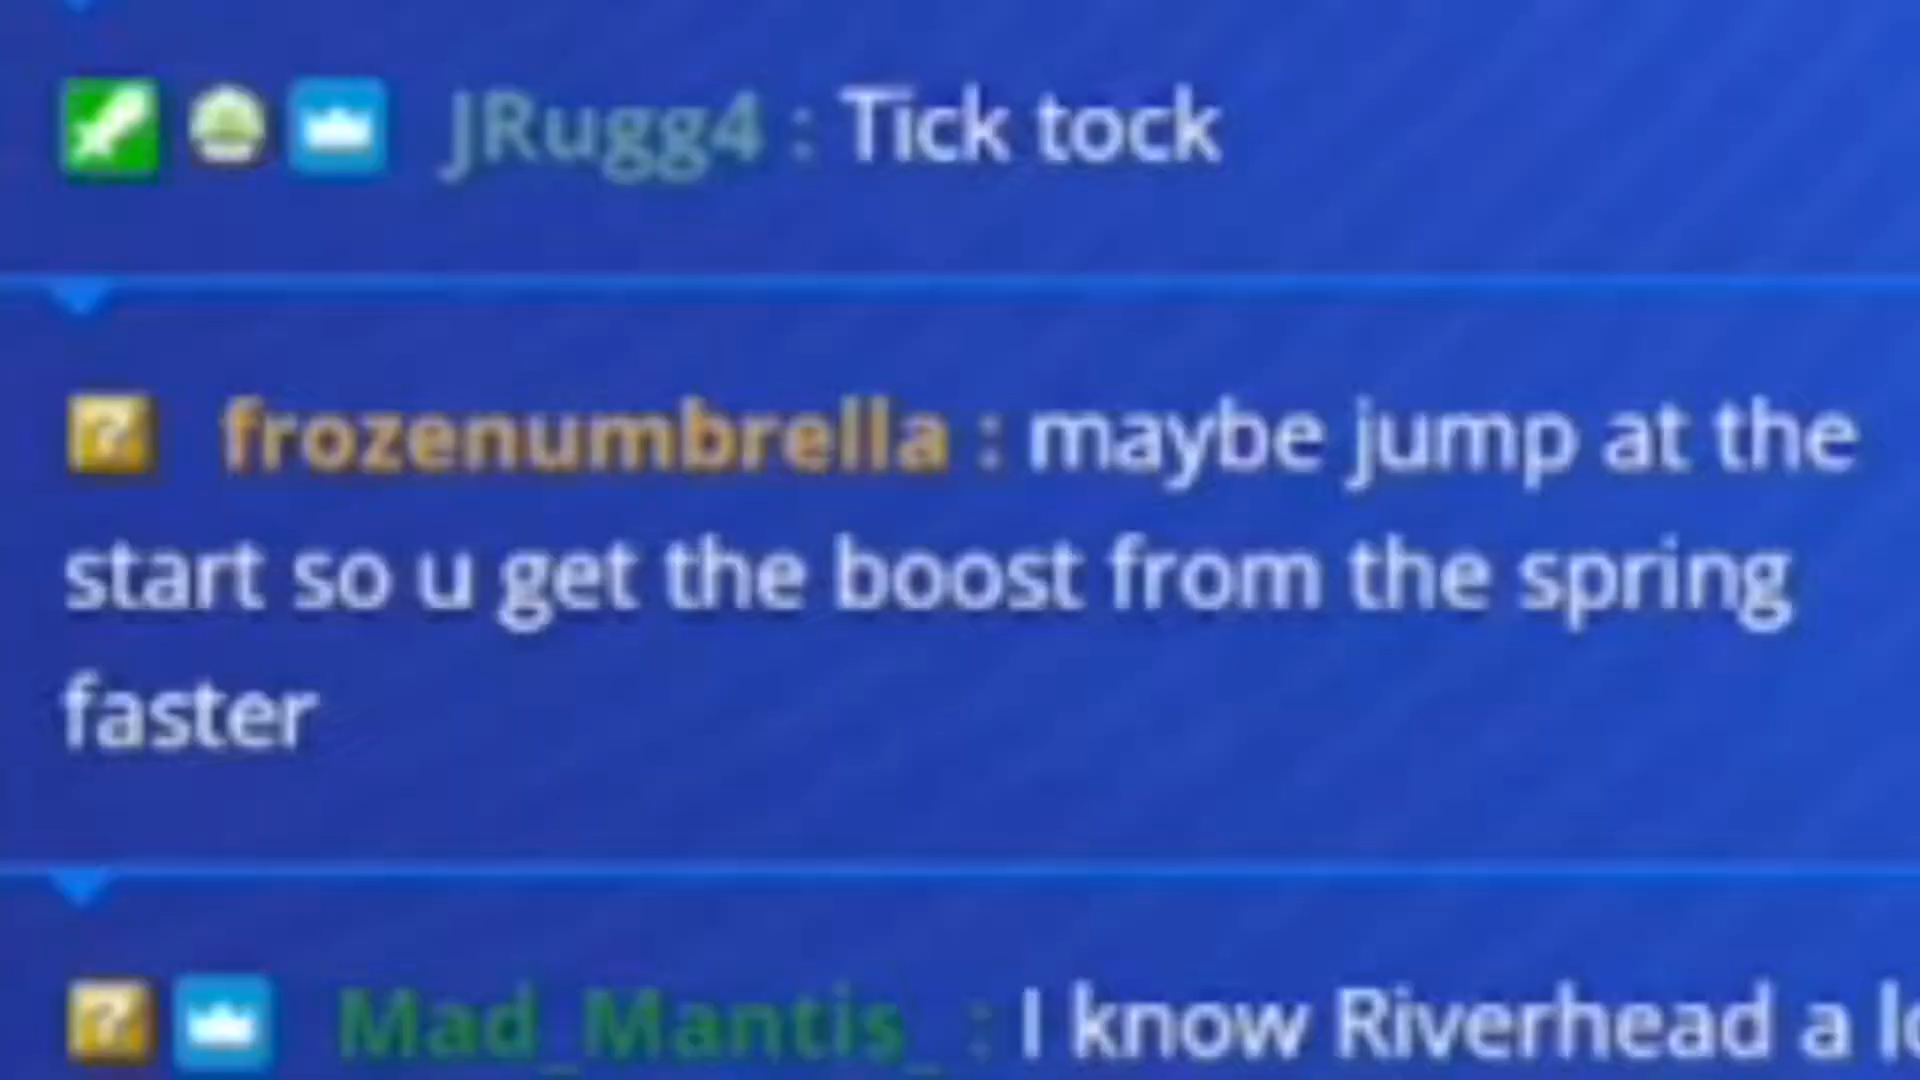 JRugg4 : Tick tock
frozenumbrella : maybe jump at the
start so u get the boost from the spring
faster
Mad_Mantis_ : I know Riverhead a